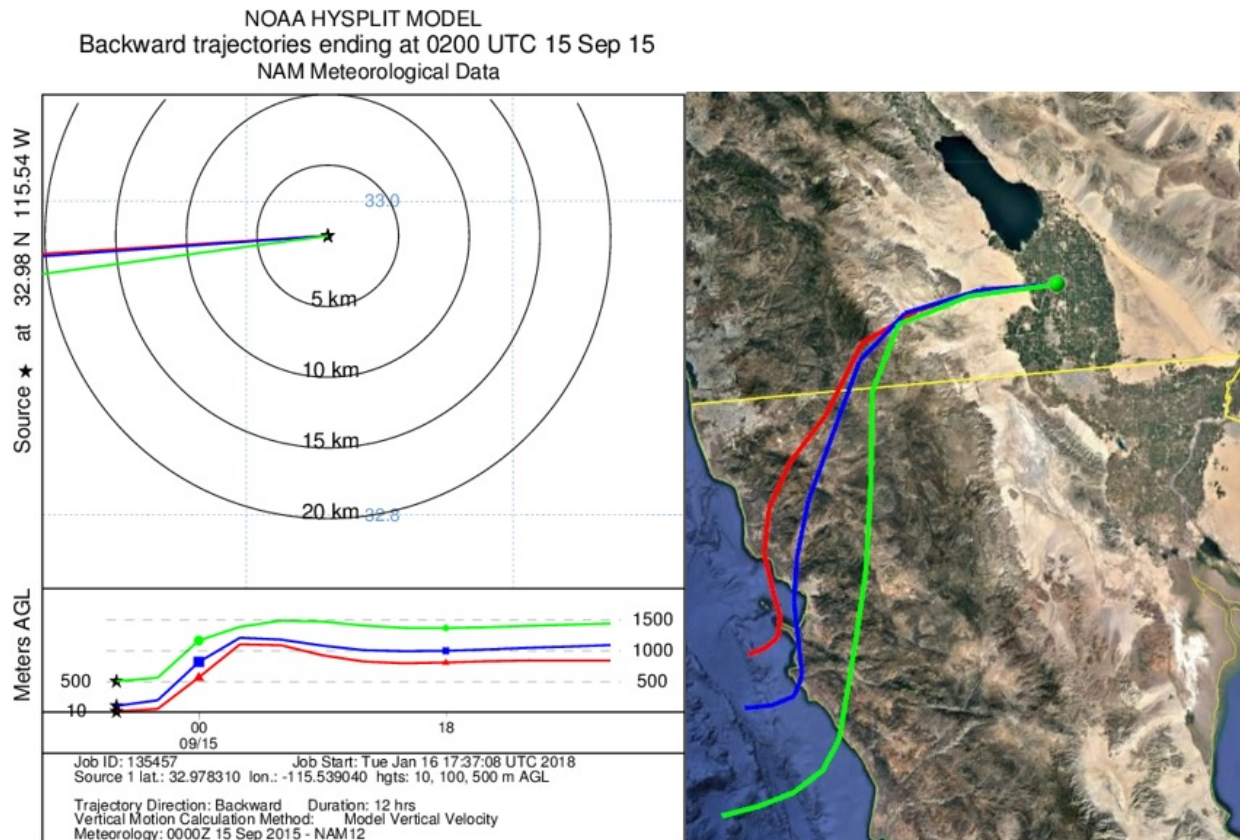 NOAA HYSPLIT MODEL
Backward trajectories ending at 0200 UTC 15 Sep 15
NAM Meteorological Data
Source ★ at 32.98 N 115.54 W
33.0
5 km
10 km
15 km
20 km 32.8
Meters AGL
1500
1000
500 500
10
00 18
09/15
Job ID: 135457 Job Start: Tue Jan 16 17:37:08 UTC 2018
Source 1 lat.: 32.978310 lon.: -115.539040 hgts: 10, 100, 500 m AGL
Trajectory Direction: Backward Duration: 12 hrs
Vertical Motion Calculation Method: Model Vertical Velocity
Meteorology: 0000Z 15 Sep 2015 - NAM12